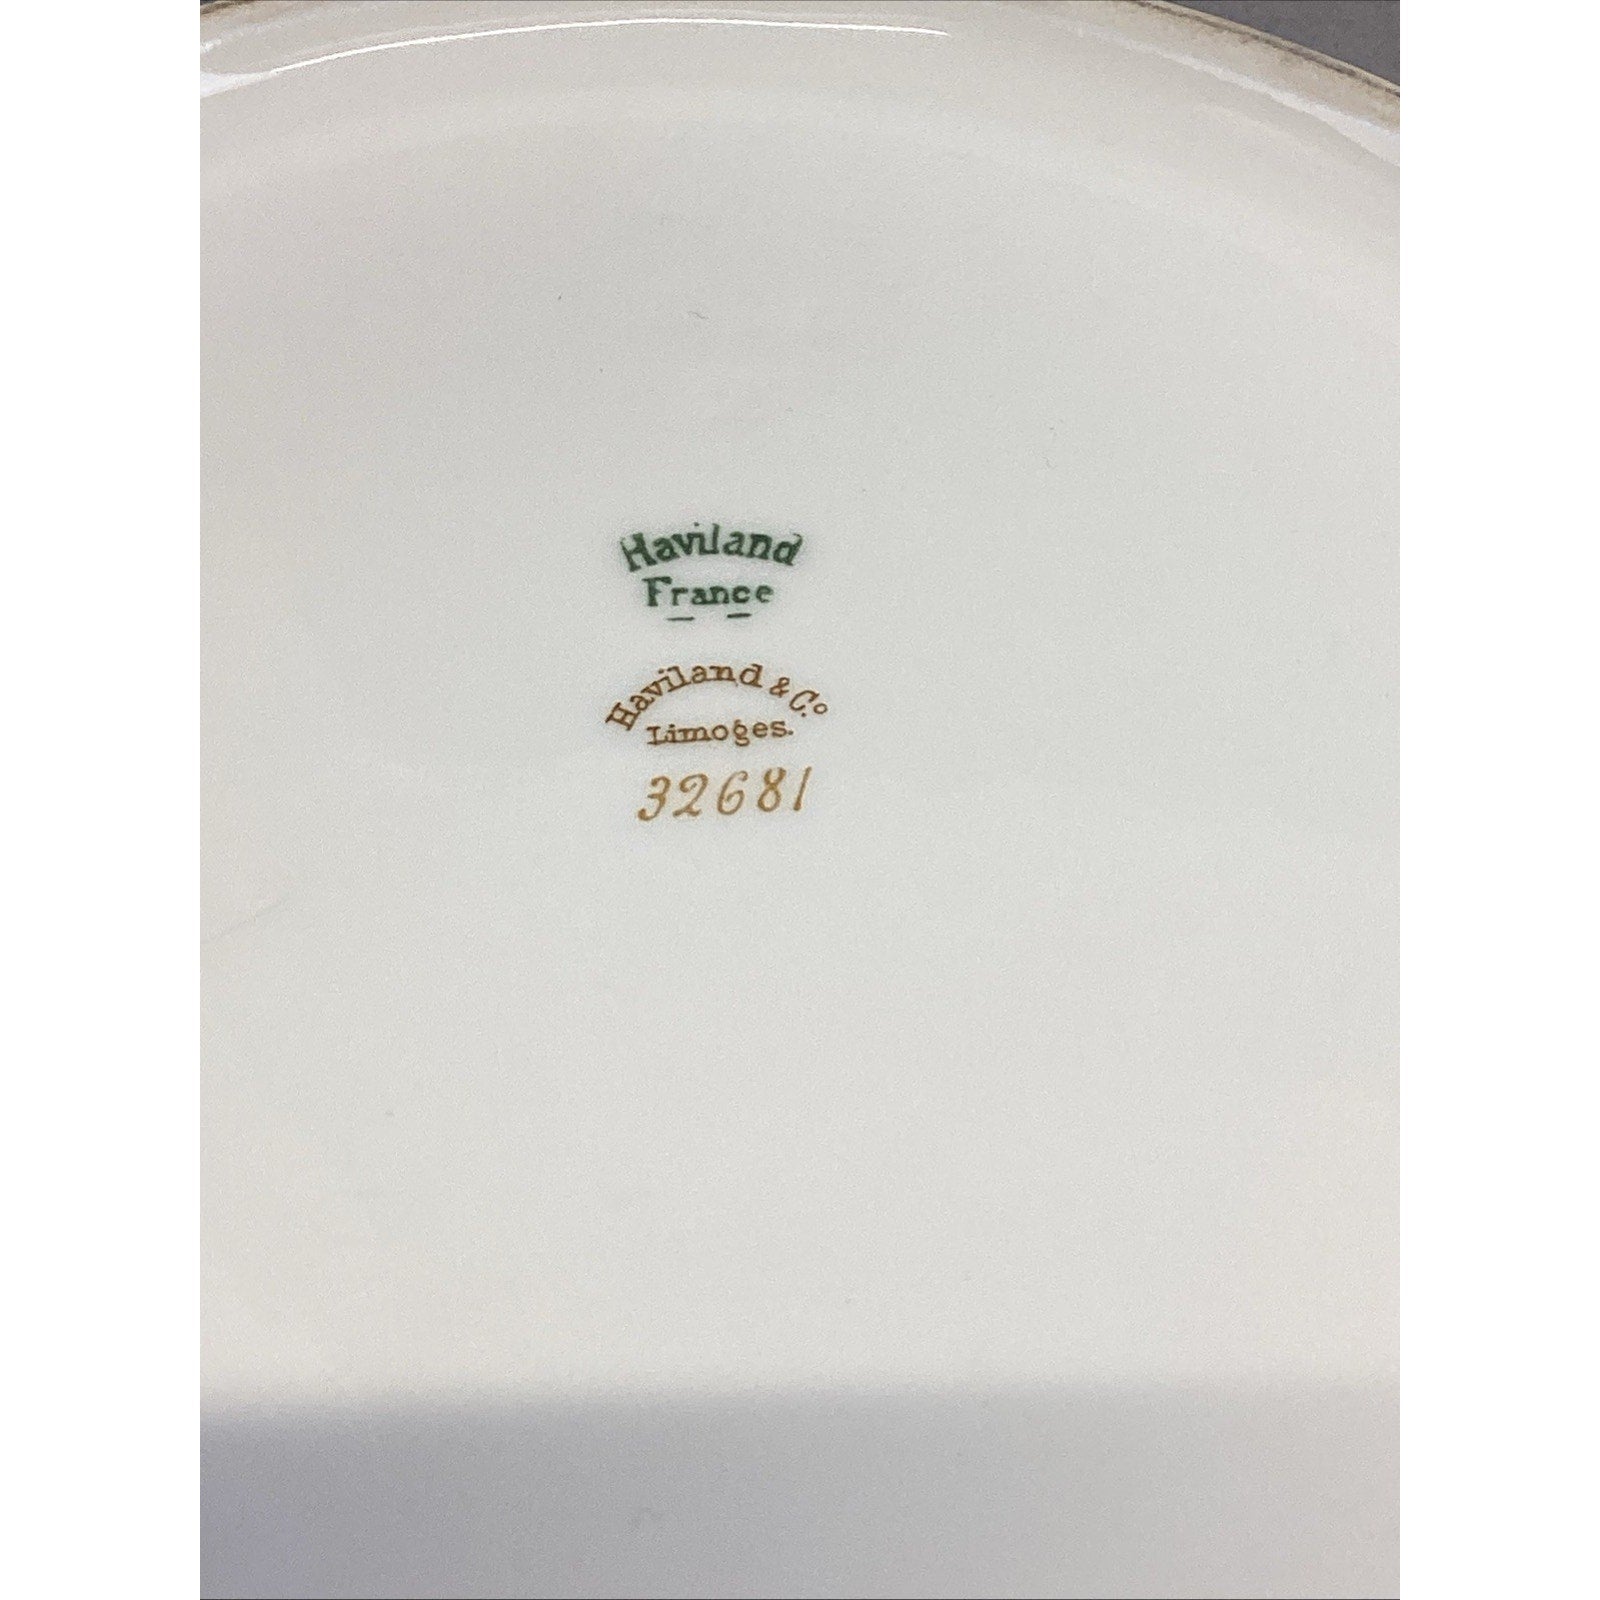 Haviland
France
Haviland & Co.
Limoges.
32681